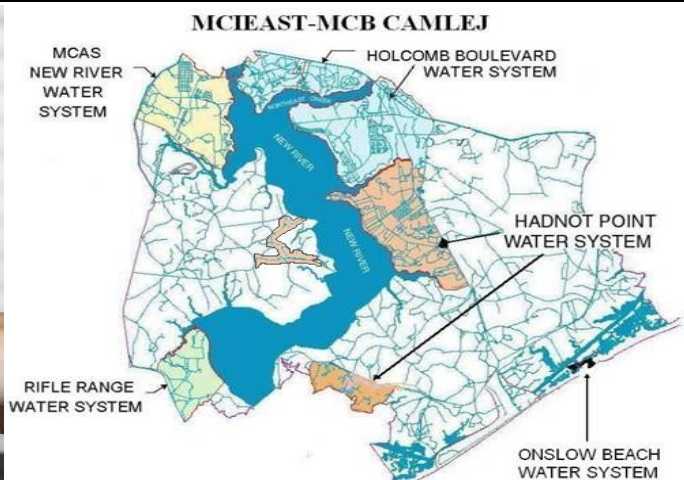 MCIEAST-MCB CAMLEJ
MCAS
NEW RIVER
WATER
SYSTEM
HOLCOMB BOULEVARD
WATER SYSTEM
NORTHEAST CREEK
NEW RIVER
NEW RIVER
HADNOT POINT
WATER SYSTEM
RIFLE RANGE
WATER SYSTEM
ONSLOW BEACH
WATER SYSTEM